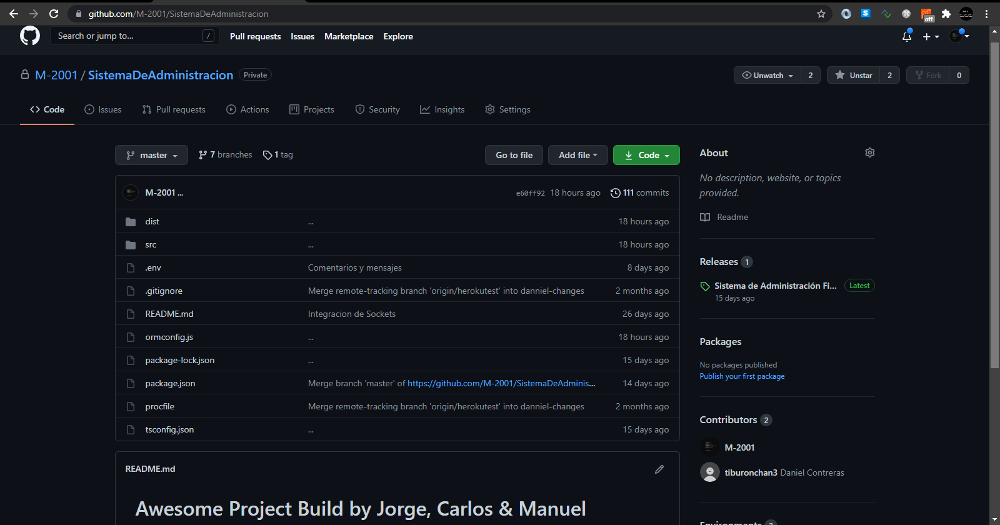 github.com/M-2001/SistemaDeAdministracion
off
Search or jump to... /
Pull requests Issues Marketplace Explore
M-2001 / SistemaDeAdministracion Private
Unwatch 2 Unstar 2 Fork 0
Code Issues Pull requests Actions Projects Security Insights Settings
master 7 branches 1 tag Go to file Add file Code
M-2001 ... e60ff92 18 hours ago 111 commits
dist ... 18 hours ago
src ... 18 hours ago
.env Comentarios y mensajes 8 days ago
.gitignore Merge remote-tracking branch 'origin/herokutest' into danniel-changes 2 months ago
README.md Integracion de Sockets 26 days ago
ormconfig.js ... 18 hours ago
package-lock.json ... 15 days ago
package.json Merge branch 'master' of https://github.com/M-2001/SistemaDeAdminis... 14 days ago
procfile Merge remote-tracking branch 'origin/herokutest' into danniel-changes 2 months ago
tsconfig.json ... 15 days ago
README.md
Awesome Project Build by Jorge, Carlos & Manuel
About
No description, website, or topics
provided.
Readme
Releases 1
Sistema de Administración Fi... Latest
15 days ago
Packages
No packages published
Publish your first package
Contributors 2
M-2001
tiburonchan3 Daniel Contreras
Environments